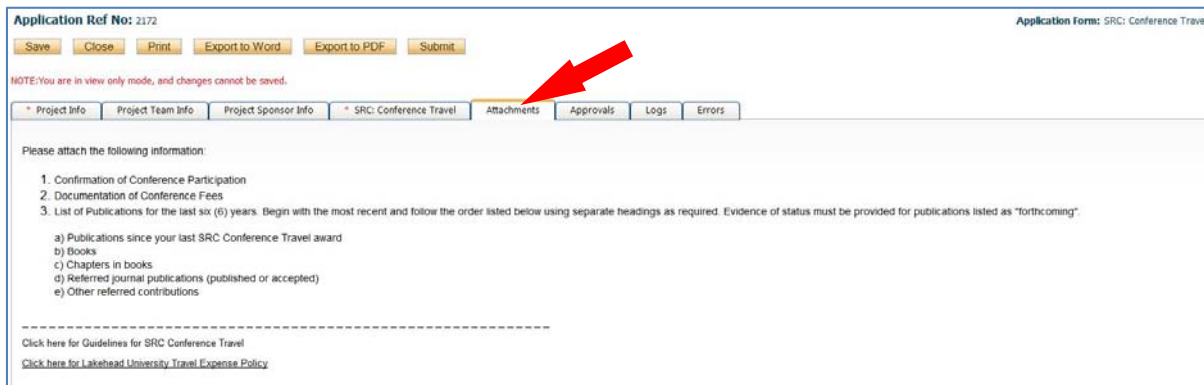 Application Ref No: 2172
Application Form: SRC: Conference Trave
Save Close Print Export to Word Export to PDF Submit
NOTE:You are in view only mode, and changes cannot be saved.
* Project Info Project Team Info Project Sponsor Info * SRC: Conference Travel Attachments Approvals Logs Errors
Please attach the following information:
1. Confirmation of Conference Participation
2. Documentation of Conference Fees
3. List of Publications for the last six (6) years. Begin with the most recent and follow the order listed below using separate headings as required. Evidence of status must be provided for publications listed as "forthcoming".
a) Publications since your last SRC Conference Travel award
b) Books
c) Chapters in books
d) Referred journal publications (published or accepted)
e) Other referred contributions
Click here for Guidelines for SRC Conference Travel
Click here for Lakehead University Travel Expense Policy